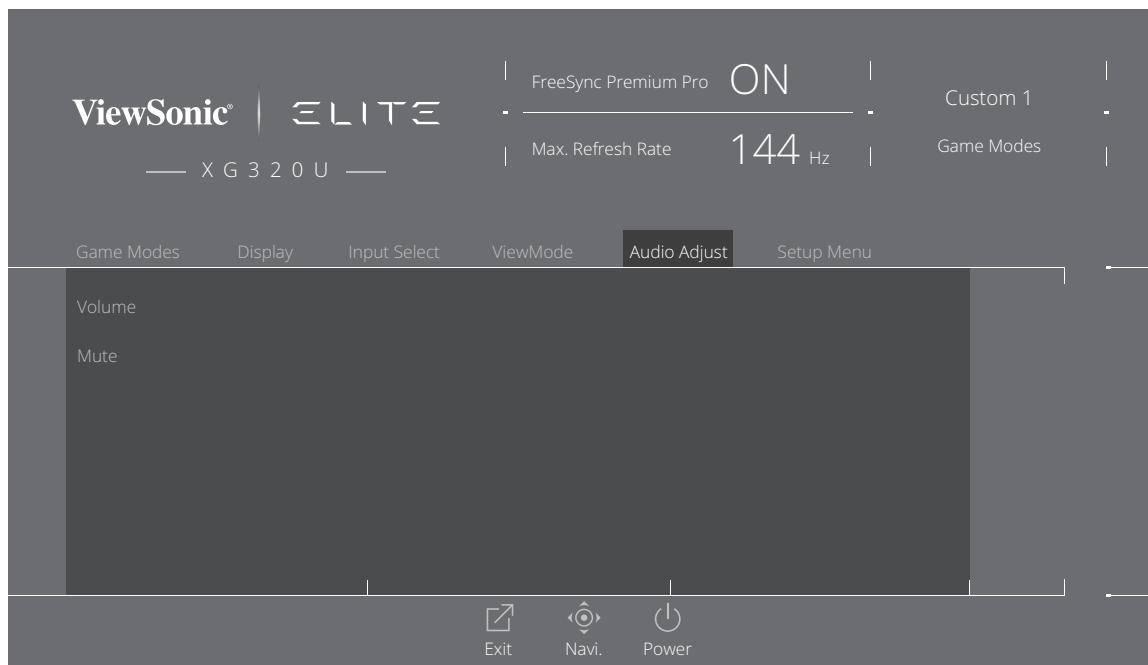 ViewSonic® ELITE
XG320U
FreeSync Premium Pro ON
Max. Refresh Rate 144 Hz
Custom 1
Game Modes
Game Modes Display Input Select ViewMode Audio Adjust Setup Menu
Volume
Mute
Exit Navi. Power